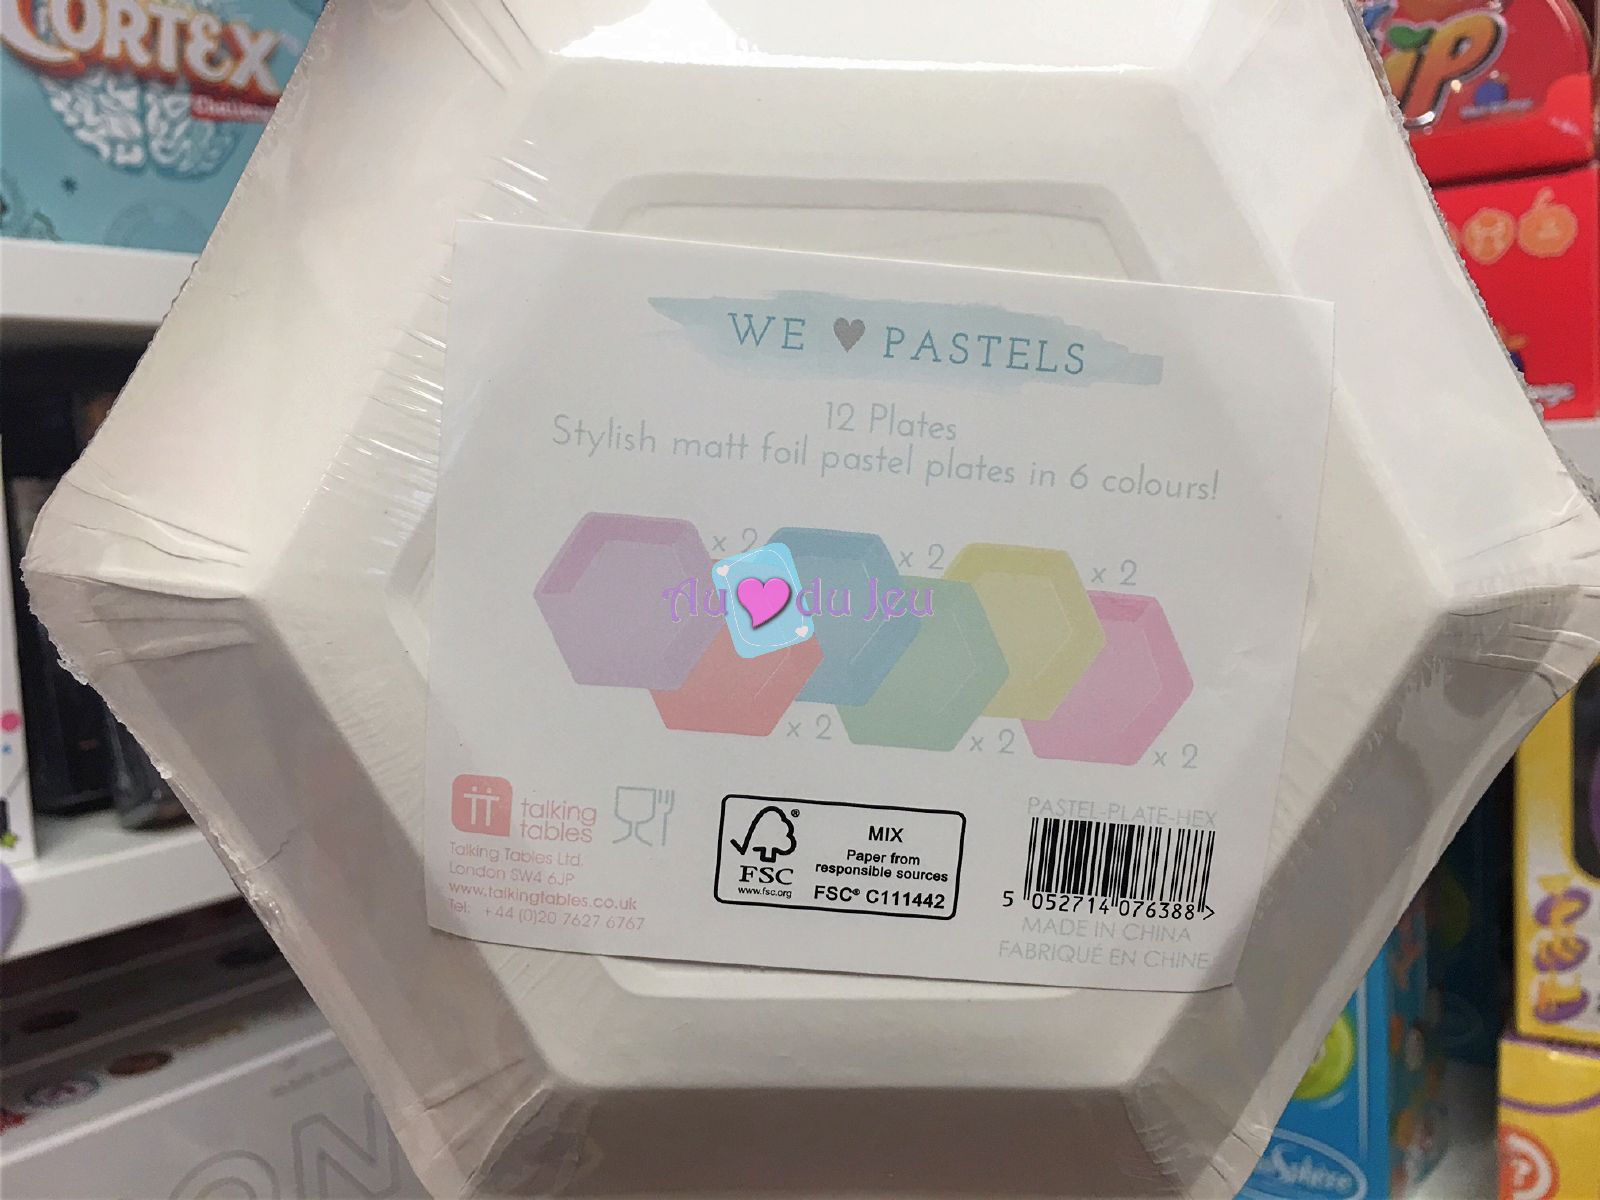 CORTEX
Challenge
WE ♥ PASTELS
12 Plates
Stylish matt foil pastel plates in 6 colours!
x 2
x 2
x 2
Au du Jeu
x 2
x 2
x 2
talking
tables
Talking Tables Ltd.
London SW4 6JP
www.talkingtables.co.uk
Tel: +44 (0)20 7627 6767
FSC®
www.fsc.org
MIX
Paper from
responsible sources
FSC® C111442
PASTEL-PLATE-HEX
5 052714 076388 >
MADE IN CHINA
FABRIQUÉ EN CHINE